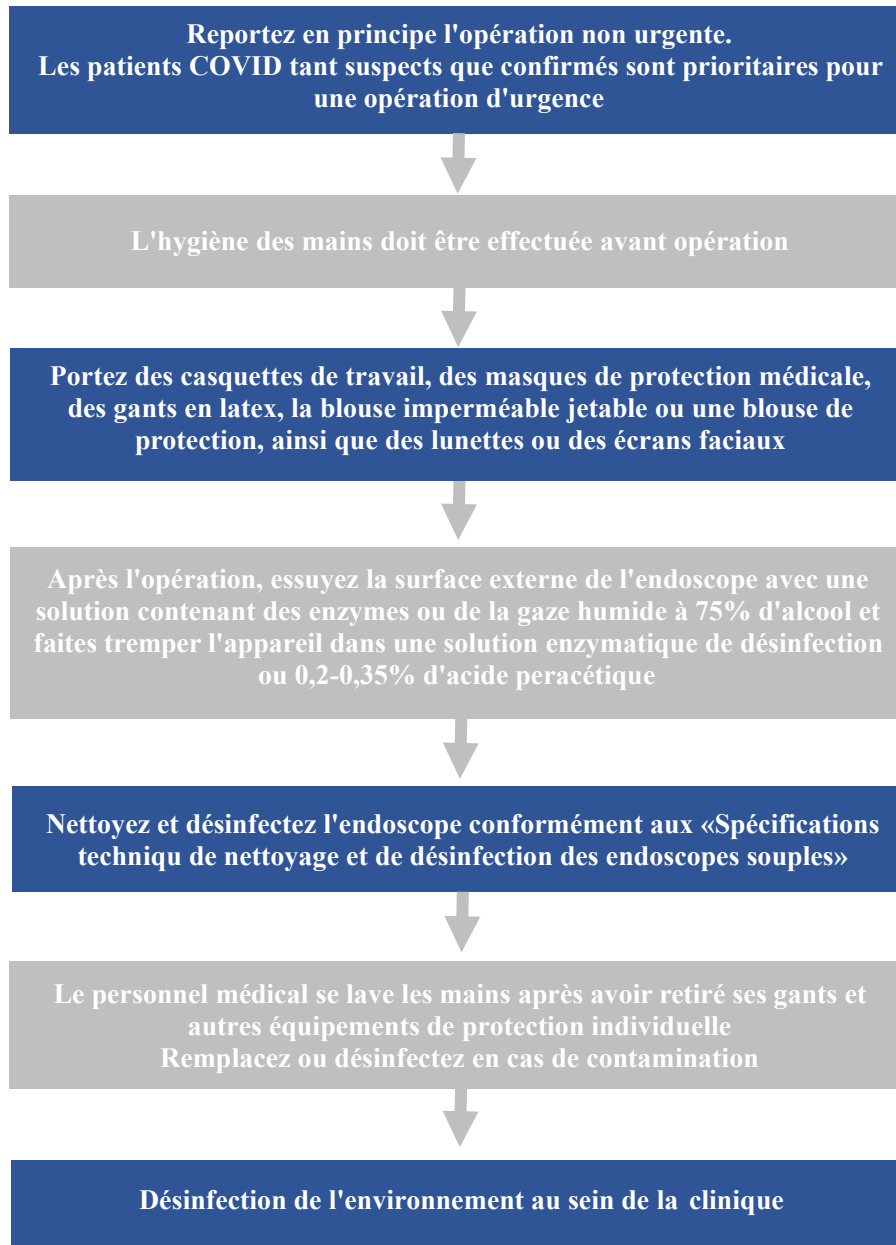 Reportez en principe l'opération non urgente.
Les patients COVID tant suspects que confirmés sont prioritaires pour
une opération d'urgence
L'hygiène des mains doit être effectuée avant opération
Portez des casquettes de travail, des masques de protection médicale,
des gants en latex, la blouse imperméable jetable ou une blouse de
protection, ainsi que des lunettes ou des écrans faciaux
Après l'opération, essuyez la surface externe de l'endoscope avec une
solution contenant des enzymes ou de la gaze humide à 75% d'alcool et
faites tremper l'appareil dans une solution enzymatique de désinfection
ou 0,2-0,35% d'acide peracétique
Nettoyez et désinfectez l'endoscope conformément aux «Spécifications
techniqu de nettoyage et de désinfection des endoscopes souples»
Le personnel médical se lave les mains après avoir retiré ses gants et
autres équipements de protection individuelle
Remplacez ou désinfectez en cas de contamination
Désinfection de l'environnement au sein de la clinique